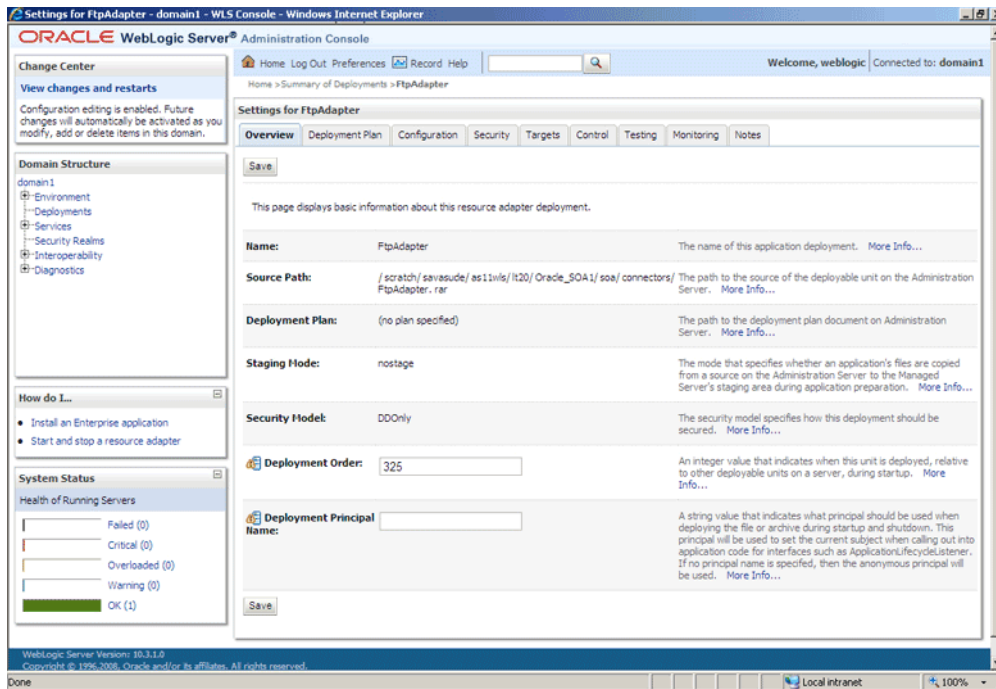 Settings for FtpAdapter - domain1 - WLS Console - Windows Internet Explorer
ORACLE WebLogic Server® Administration Console
Change Center
View changes and restarts
Configuration editing is enabled. Future
changes will automatically be activated as you
modify, add or delete items in this domain.
Domain Structure
domain1
Environment
Deployments
Services
Security Realms
Interoperability
Diagnostics
How do I...
Install an Enterprise application
Start and stop a resource adapter
System Status
Health of Running Servers
Failed (0)
Critical (0)
Overloaded (0)
Warning (0)
OK (1)
Home Log Out Preferences Record Help
Welcome, weblogic Connected to: domain1
Home >Summary of Deployments >FtpAdapter
Settings for FtpAdapter
Overview Deployment Plan Configuration Security Targets Control Testing Monitoring Notes
Save
This page displays basic information about this resource adapter deployment.
Name: FtpAdapter The name of this application deployment. More Info...
Source Path: /scratch/savasude/as11wls/lt20/Oracle_SOA1/soa/connectors/ The path to the source of the deployable unit on the Administration
FtpAdapter.rar Server. More Info...
Deployment Plan: (no plan specified) The path to the deployment plan document on Administration
Server. More Info...
Staging Mode: nostage The mode that specifies whether an application's files are copied
from a source on the Administration Server to the Managed
Server's staging area during application preparation. More Info...
Security Model: DDOnly The security model specifies how this deployment should be
secured. More Info...
Deployment Order: 325 An integer value that indicates when this unit is deployed, relative
to other deployable units on a server, during startup. More
Info...
Deployment Principal A string value that indicates what principal should be used when
Name: deploying the file or archive during startup and shutdown. This
principal will be used to set the current subject when calling out into
application code for interfaces such as ApplicationLifecycleListener.
If no principal name is specifed, then the anonymous principal will
be used. More Info...
Save
WebLogic Server Version: 10.3.1.0
Copyright © 1996,2008, Oracle and/or its affiliates. All rights reserved.
Done Local intranet 100%